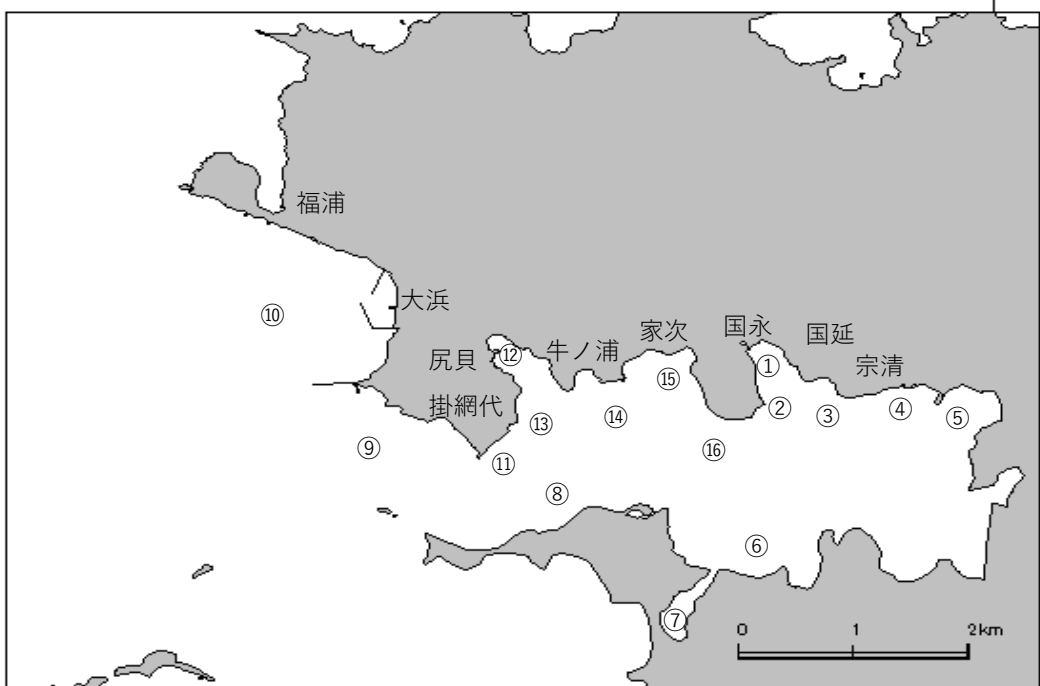 福浦
大浜
⑩
家次
国永
国延
尻貝
⑫
牛ノ浦
①
宗清
⑮
掛網代
②
③
④
⑤
⑬
⑭
⑨
⑪
⑯
⑧
⑥
⑦
0 1 2km